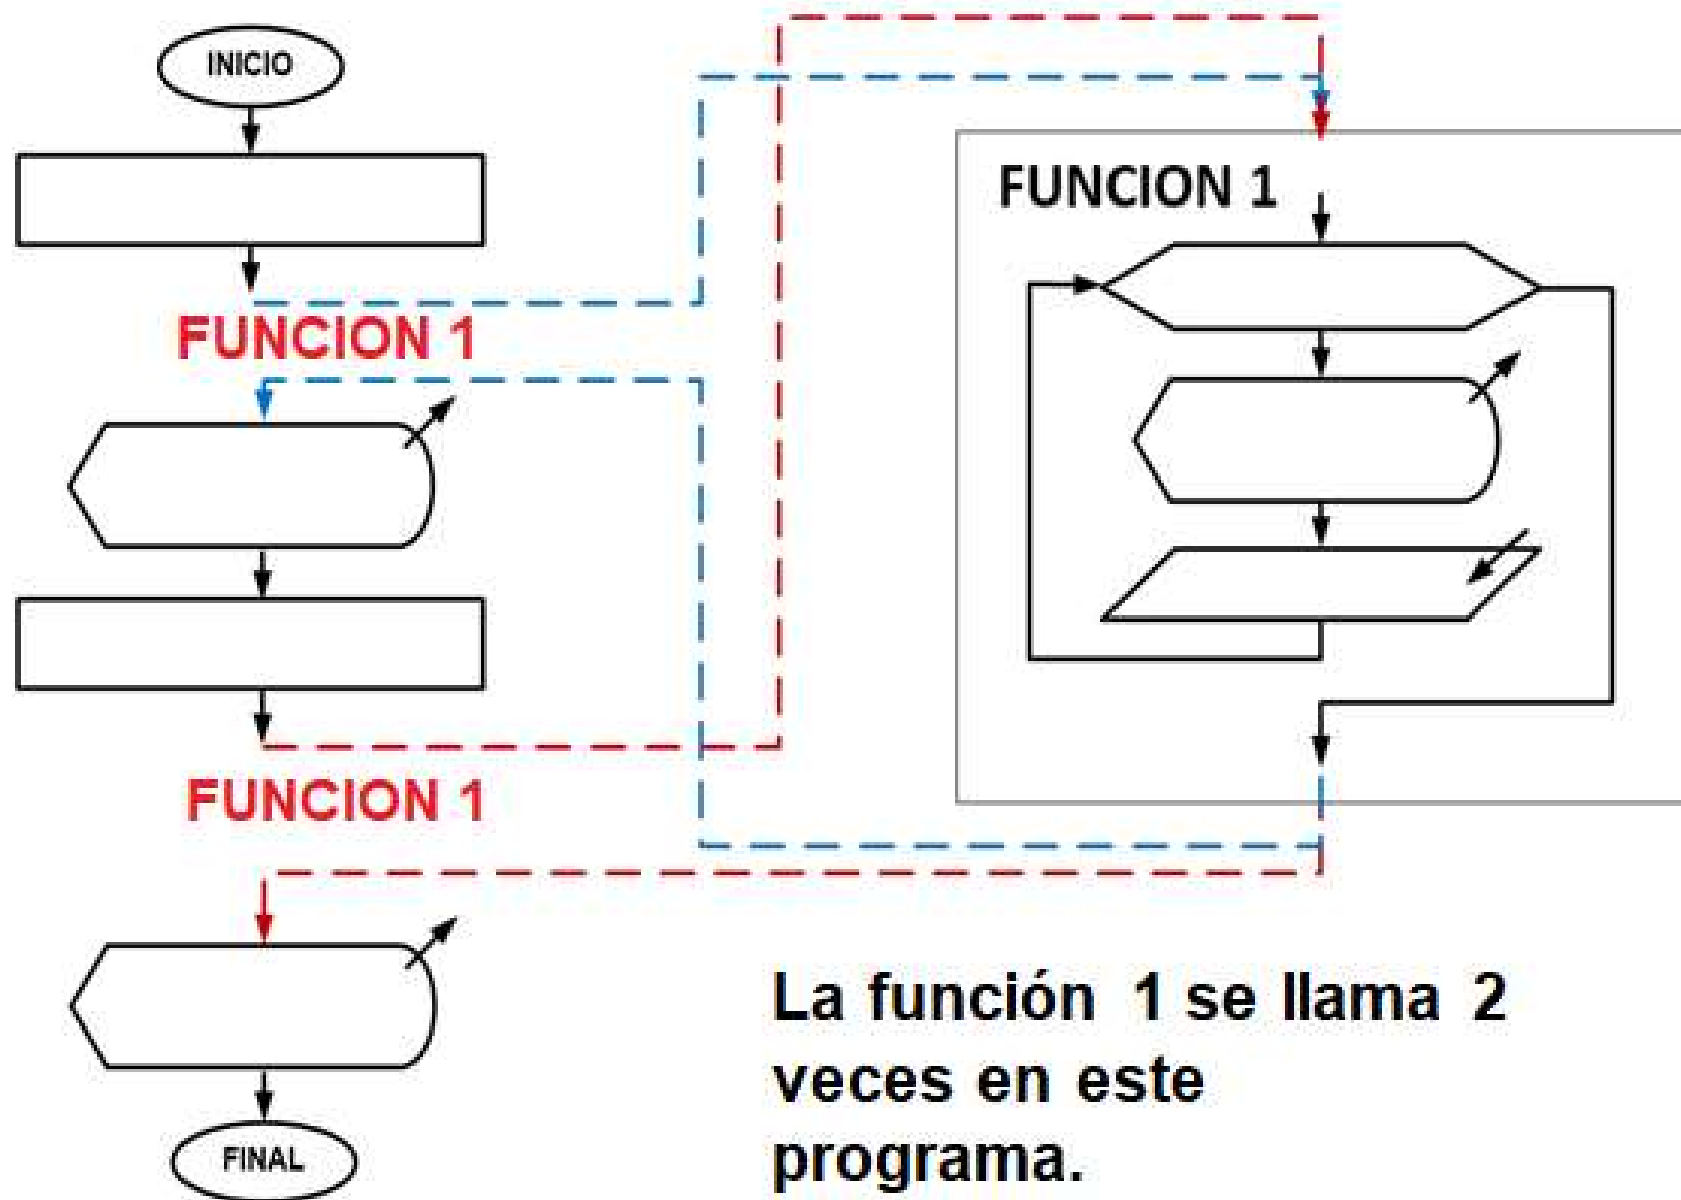 INICIO
FUNCION 1
FUNCION 1
FUNCION 1
FINAL
La función 1 se llama 2
veces en este
programa.